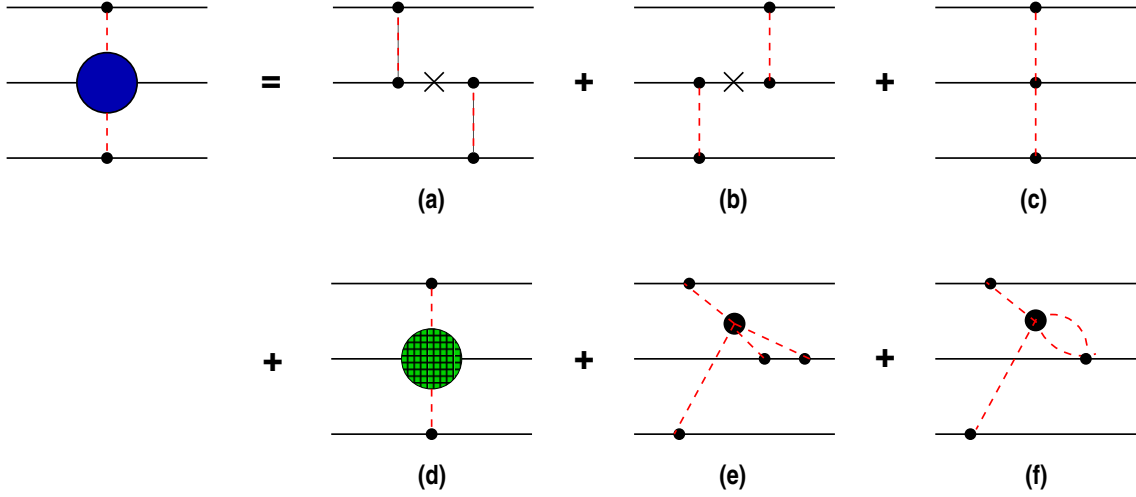 = + +
(a) (b) (c)
+ + +
(d) (e) (f)